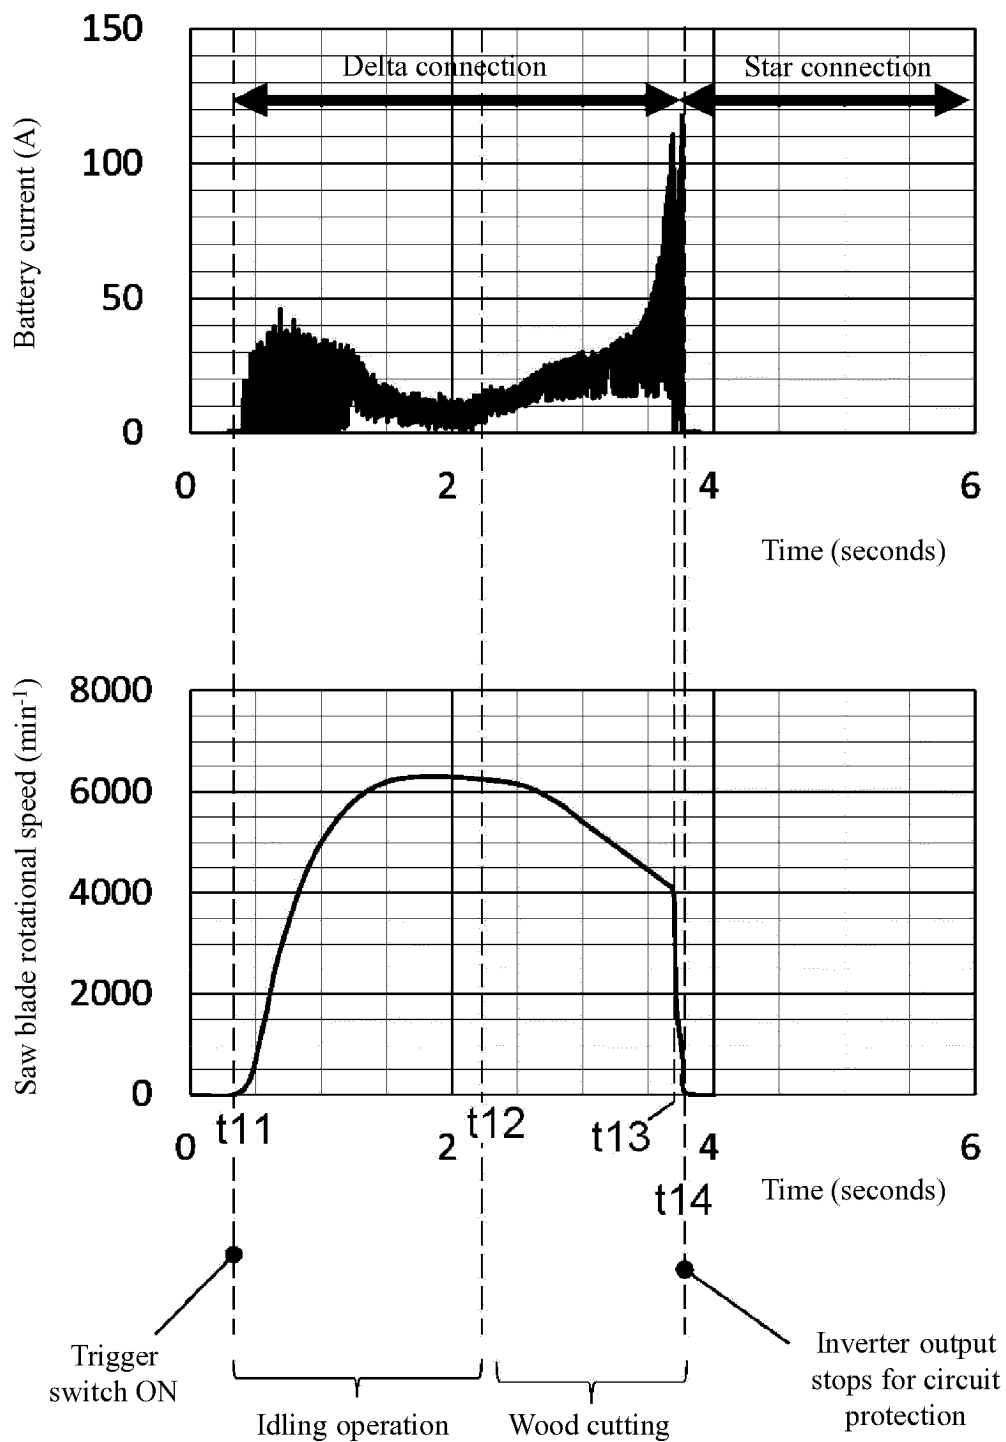 150
Delta connection
Star connection
100
50
0
Battery current (A)
0
2
4
6
Time (seconds)
8000
6000
4000
2000
0
Saw blade rotational speed (min-1)
t11
t12
t13
0
2
4
6
t14
Time (seconds)
Trigger
switch ON
Inverter output
stops for circuit
protection
Idling operation
Wood cutting